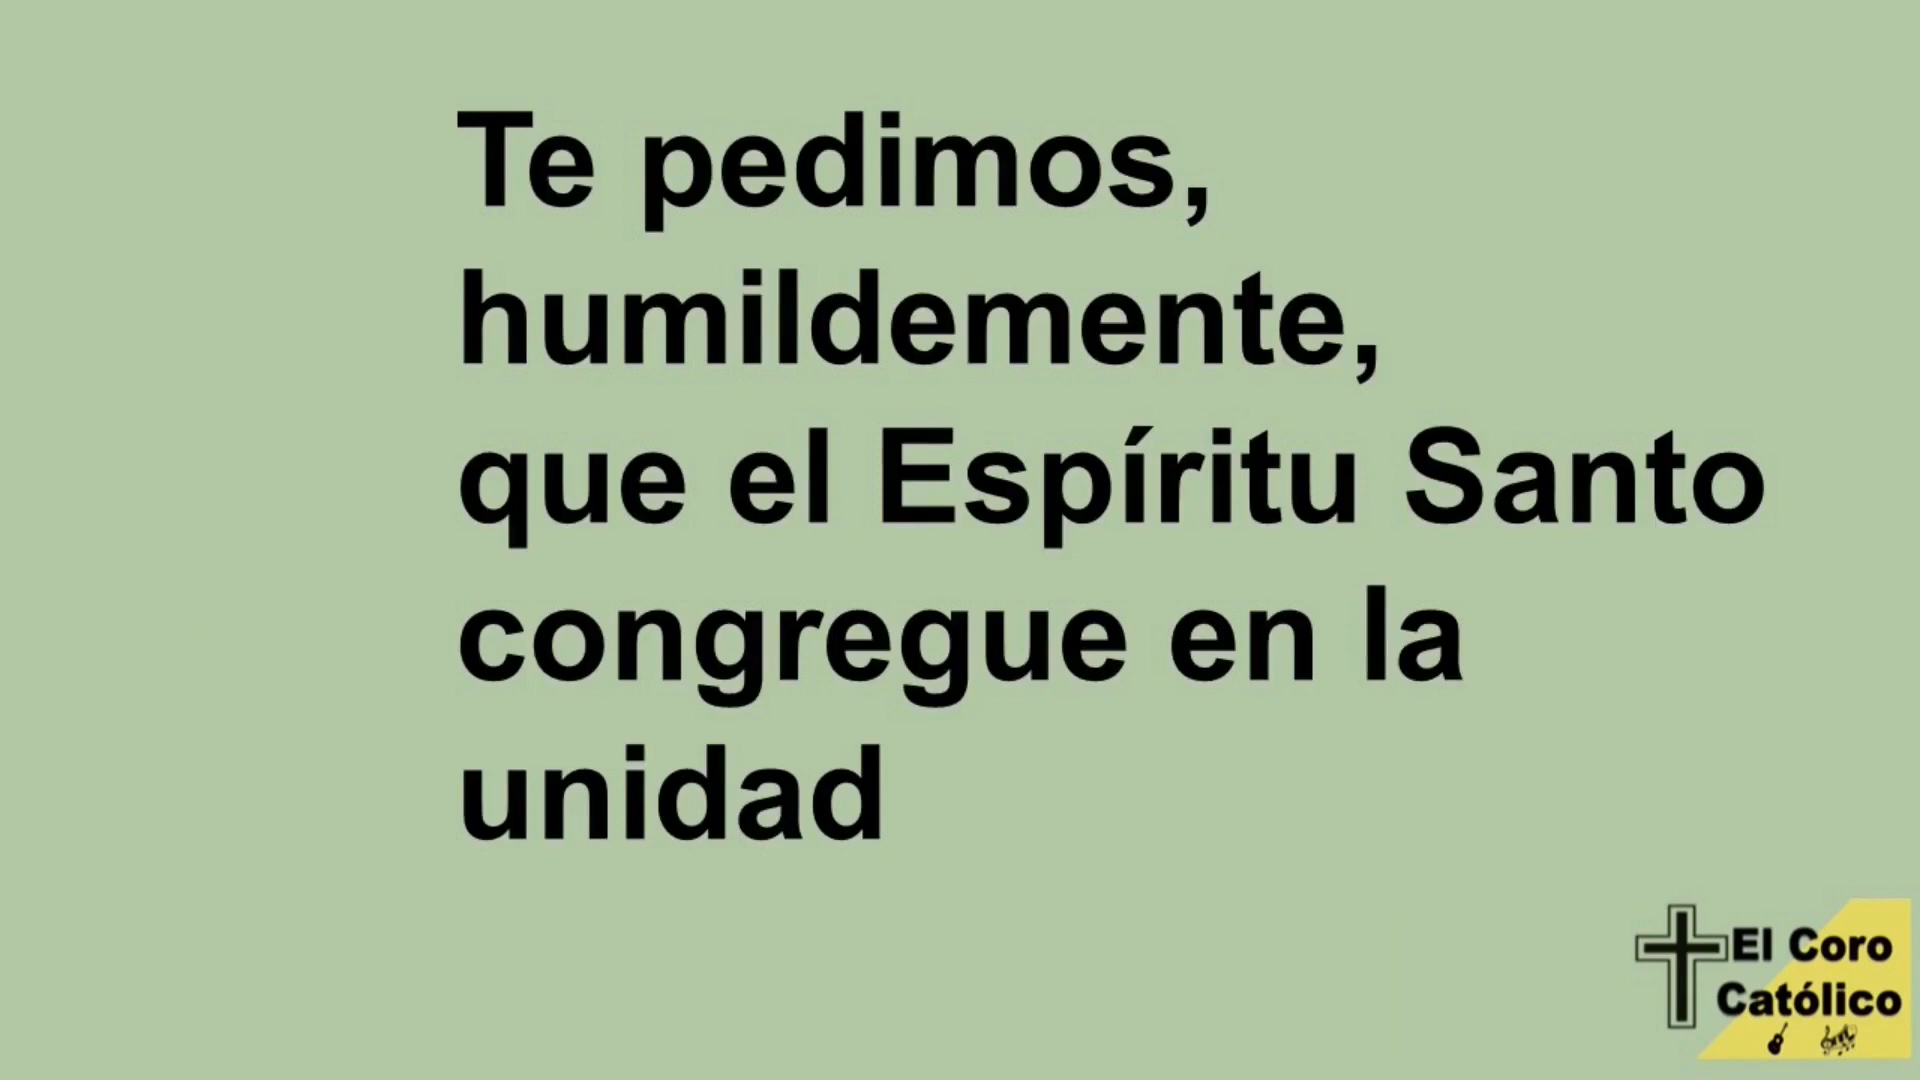 Te pedimos,
humildemente,
que el Espíritu Santo
congregue en la
unidad
El Coro
Católico